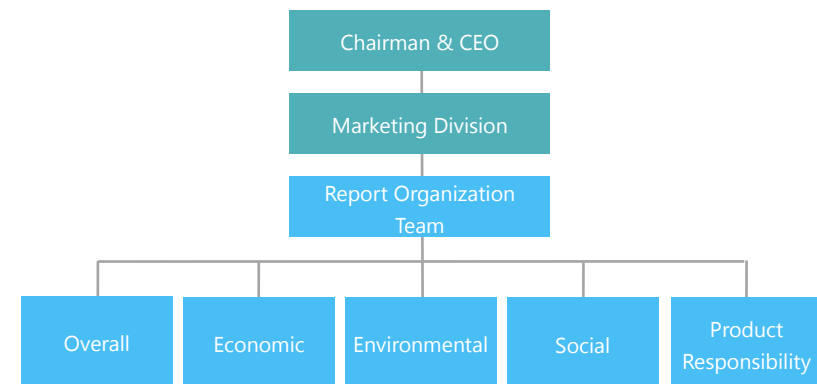 Chairman & CEO
Marketing Division
Report Organization
Team
Overall
Economic
Environmental
Social
Product
Responsibility